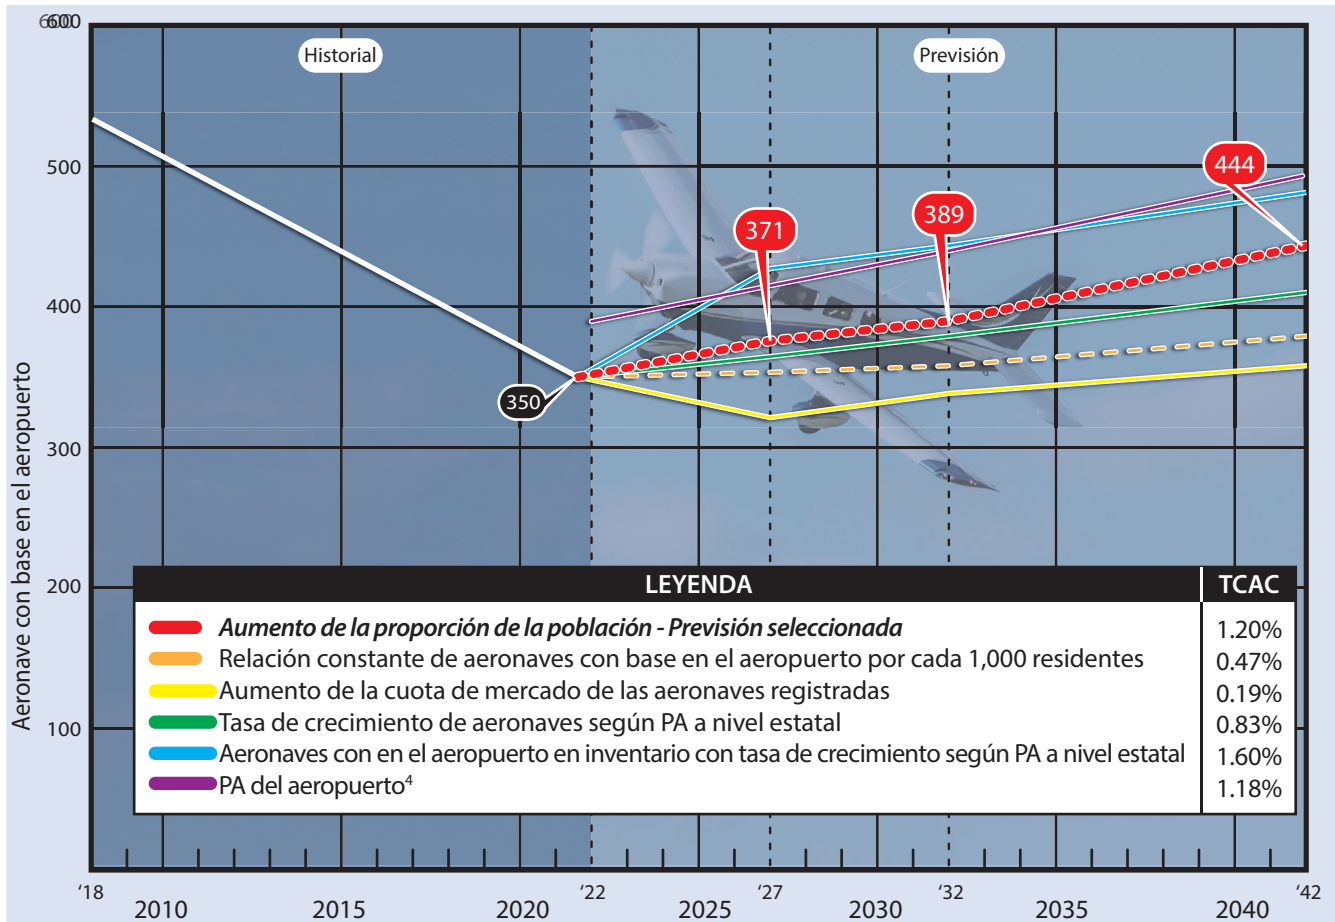 600
Historial
Previsión
500
400
300
200
100
Aeronave con base en el aeropuerto
371
389
444
350
LEYENDA
TCAC
Aumento de la proporción de la población - Previsión seleccionada 1.20%
Relación constante de aeronaves con base en el aeropuerto por cada 1,000 residentes 0.47%
Aumento de la cuota de mercado de las aeronaves registradas 0.19%
Tasa de crecimiento de aeronaves según PA a nivel estatal 0.83%
Aeronaves con en el aeropuerto en inventario con tasa de crecimiento según PA a nivel estatal 1.60%
PA del aeropuerto⁴ 1.18%
‘18 ‘22 ‘27 ‘32 ‘42
2010 2015 2020 2025 2030 2035 2040